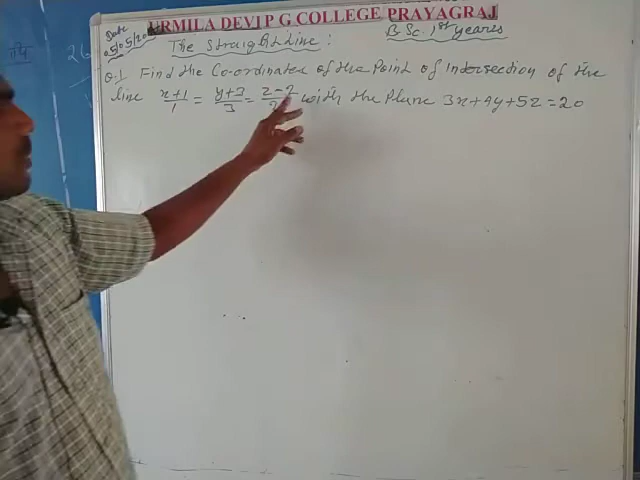 URMILA DEVI P G COLLEGE PRAYAGRAJ
Date
The Straight Line :
B Sc. 1st yeares
Q.1 Find the Co-ordinates of the Point of Intersection of the
line x+1/1 = y+3/3 = z-2/2 with the Plane 3x+4y+5z=20